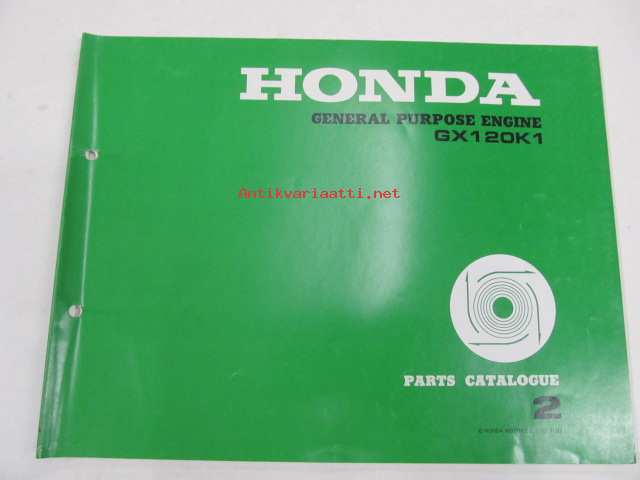 HONDA
GENERAL PURPOSE ENGINE
GX120K1
Antikvariaatti.net
PARTS CATALOGUE
2